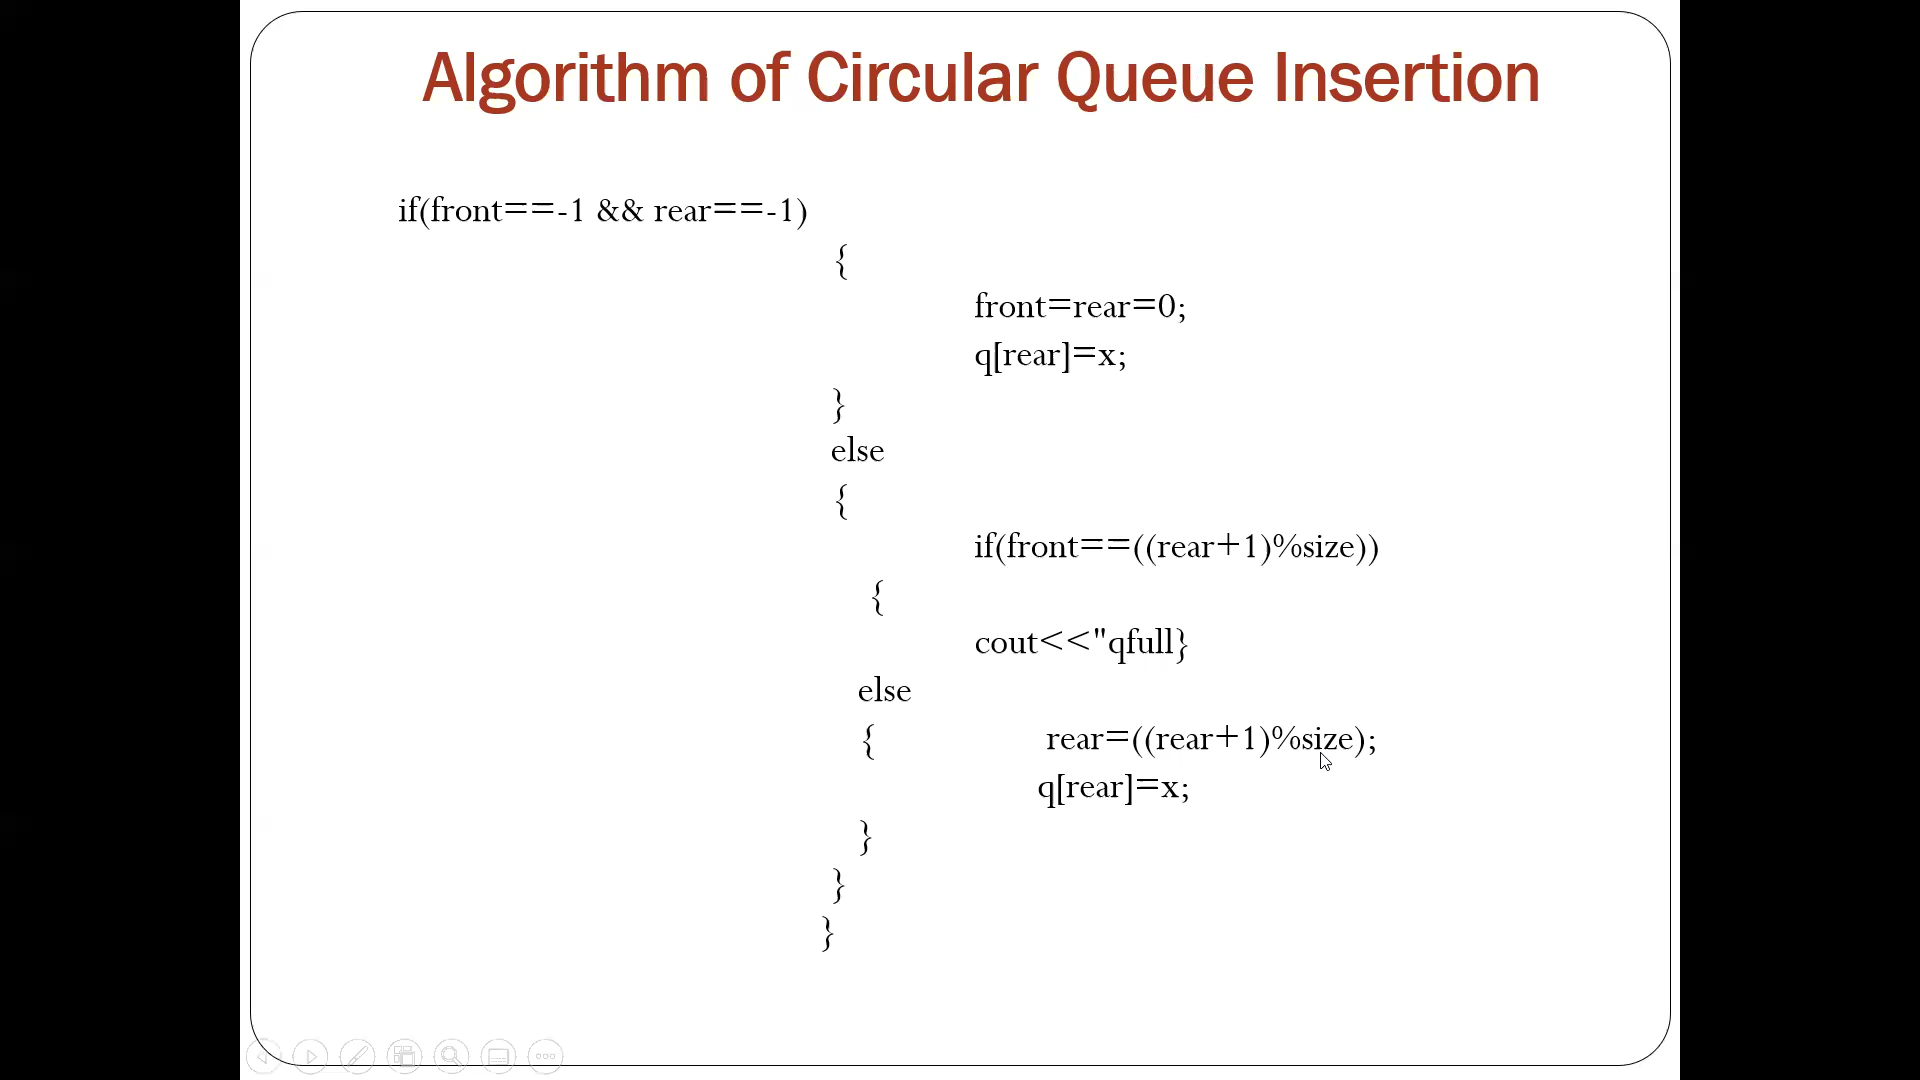 Algorithm of Circular Queue Insertion
if(front==-1 && rear==-1)
{
front=rear=0;
q[rear]=x;
}
else
{
if(front==((rear+1)%size))
{
cout<<"qfull}
else
{ rear=((rear+1)%size);
q[rear]=x;
}
}
}